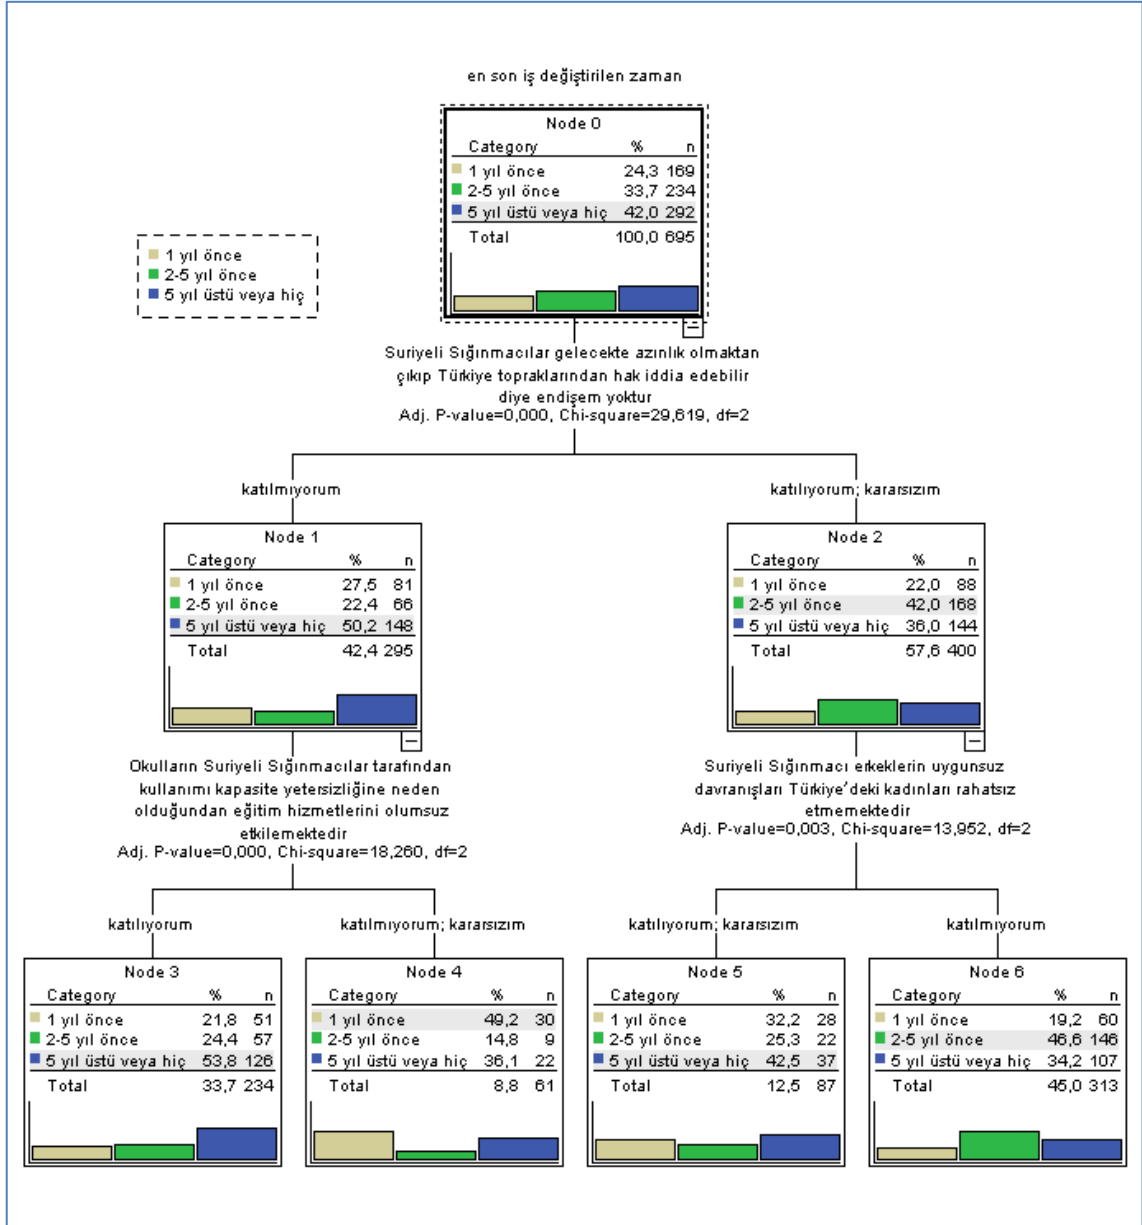 en son iş değiştirilen zaman
Node 0
Category % n
1 yıl önce 24,3 169
2-5 yıl önce 33,7 234
5 yıl üstü veya hiç 42,0 292
Total 100,0 695
1 yıl önce
2-5 yıl önce
5 yıl üstü veya hiç
Suriyeli Sığınmacılar gelecekte azınlık olmaktan
çıkıp Türkiye topraklarından hak iddia edebilir
diye endişem yoktur
Adj. P-value=0,000, Chi-square=29,619, df=2
katılmıyorum
Node 1
Category % n
1 yıl önce 27,5 81
2-5 yıl önce 22,4 66
5 yıl üstü veya hiç 50,2 148
Total 42,4 295
katılıyorum; kararsızım
Node 2
Category % n
1 yıl önce 22,0 88
2-5 yıl önce 42,0 168
5 yıl üstü veya hiç 36,0 144
Total 57,6 400
Okulların Suriyeli Sığınmacılar tarafından
kullanımı kapasite yetersizliğine neden
olduğundan eğitim hizmetlerini olumsuz
etkilemektedir
Adj. P-value=0,000, Chi-square=18,260, df=2
Suriyeli Sığınmacı erkeklerin uygunsuz
davranışları Türkiye'deki kadınları rahatsız
etmemektedir
Adj. P-value=0,003, Chi-square=13,952, df=2
katılıyorum
Node 3
Category % n
1 yıl önce 21,8 51
2-5 yıl önce 24,4 57
5 yıl üstü veya hiç 53,8 126
Total 33,7 234
katılmıyorum; kararsızım
Node 4
Category % n
1 yıl önce 49,2 30
2-5 yıl önce 14,8 9
5 yıl üstü veya hiç 36,1 22
Total 8,8 61
katılıyorum; kararsızım
Node 5
Category % n
1 yıl önce 32,2 28
2-5 yıl önce 25,3 22
5 yıl üstü veya hiç 42,5 37
Total 12,5 87
katılmıyorum
Node 6
Category % n
1 yıl önce 19,2 60
2-5 yıl önce 46,6 146
5 yıl üstü veya hiç 34,2 107
Total 45,0 313